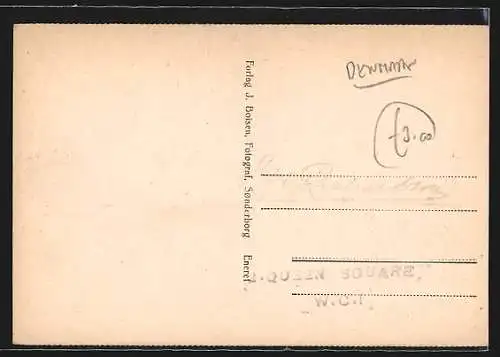 DENMARK
£3.00
Forlag J. Boisen, Fotograf, Sønderborg Eneret
QUEEN SQUARE,
W.C.1.